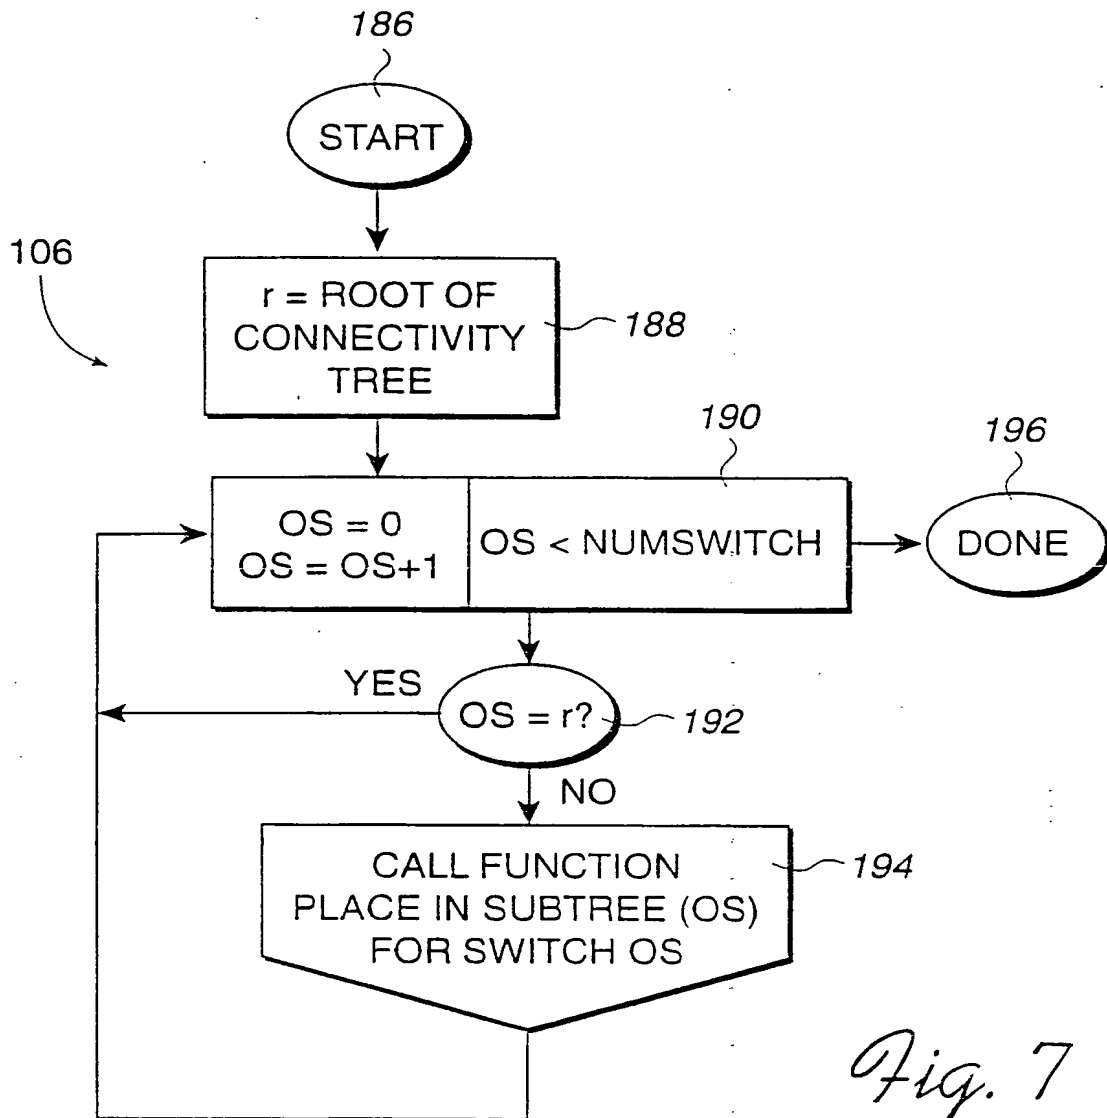 186
START
106
r = ROOT OF
CONNECTIVITY
TREE
188
190
196
OS = 0
OS = OS+1
OS < NUMSWITCH
DONE
YES
OS = r?
192
NO
CALL FUNCTION
PLACE IN SUBTREE (OS)
FOR SWITCH OS
194
Fig. 7